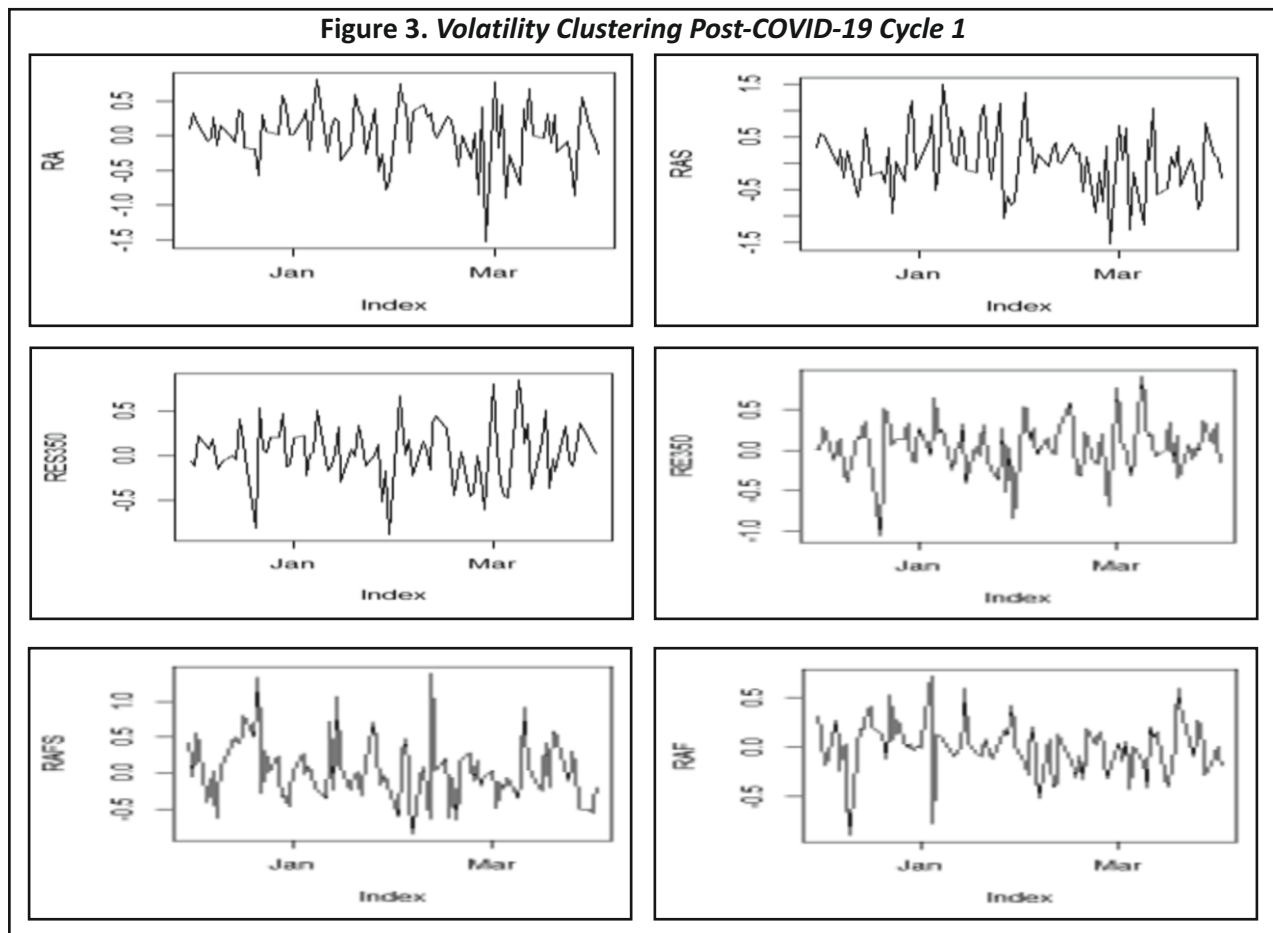 Figure 3. Volatility Clustering Post-COVID-19 Cycle 1
RA
0.5
0.0
-0.5
-1.0
-1.5
Jan Mar
Index
RAS
1.5
0.5
-0.5
-1.5
Jan Mar
Index
RES350
0.5
0.0
-0.5
Jan Mar
Index
RE350
0.5
0.0
-0.5
-1.0
Jan Mar
Index
RAFS
1.0
0.5
0.0
-0.5
Jan Mar
Index
RAF
0.5
0.0
-0.5
Jan Mar
Index